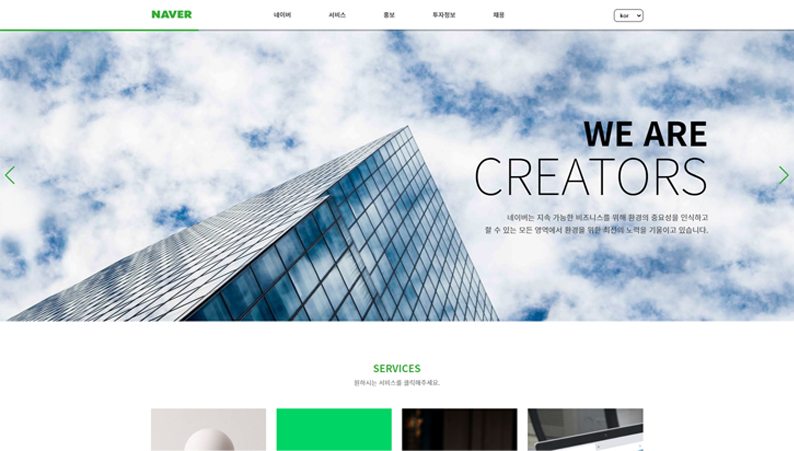 NAVER
네이버 서비스 홍보 투자정보 채용
kor
WE ARE
CREATORS
네이버는 지속 가능한 비즈니스를 위해 환경의 중요성을 인식하고
할 수 있는 모든 영역에서 환경을 위한 최선의 노력을 기울이고 있습니다.
SERVICES
원하시는 서비스를 클릭해주세요.